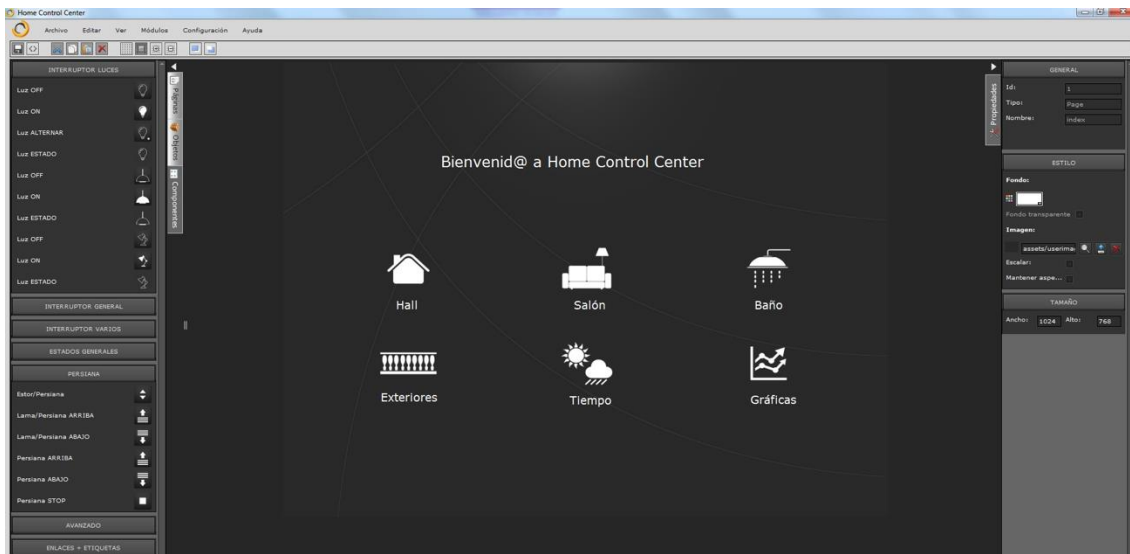 Home Control Center
Archivo Editar Ver Módulos Configuración Ayuda
INTERRUPTOR LUCES
Luz OFF
Luz ON
Luz ALTERNAR
Luz ESTADO
Luz OFF
Luz ON
Luz ESTADO
Luz OFF
Luz ON
Luz ESTADO
INTERRUPTOR GENERAL
INTERRUPTOR VARIOS
ESTADOS GENERALES
PERSIANA
Estor/Persiana
Lama/Persiana ARRIBA
Lama/Persiana ABAJO
Persiana ARRIBA
Persiana ABAJO
Persiana STOP
AVANZADO
ENLACES + ETIQUETAS
Páginas
Objetos
Componentes
Bienvenid@ a Home Control Center
Hall Salón Baño
Exteriores Tiempo Gráficas
Propiedades
GENERAL
Id: 1
Tipo: Page
Nombre: index
ESTILO
Fondo:
Fondo transparente
Imagen:
assets/userima
Escalar:
Mantener aspe...
TAMAÑO
Ancho: 1024 Alto: 768